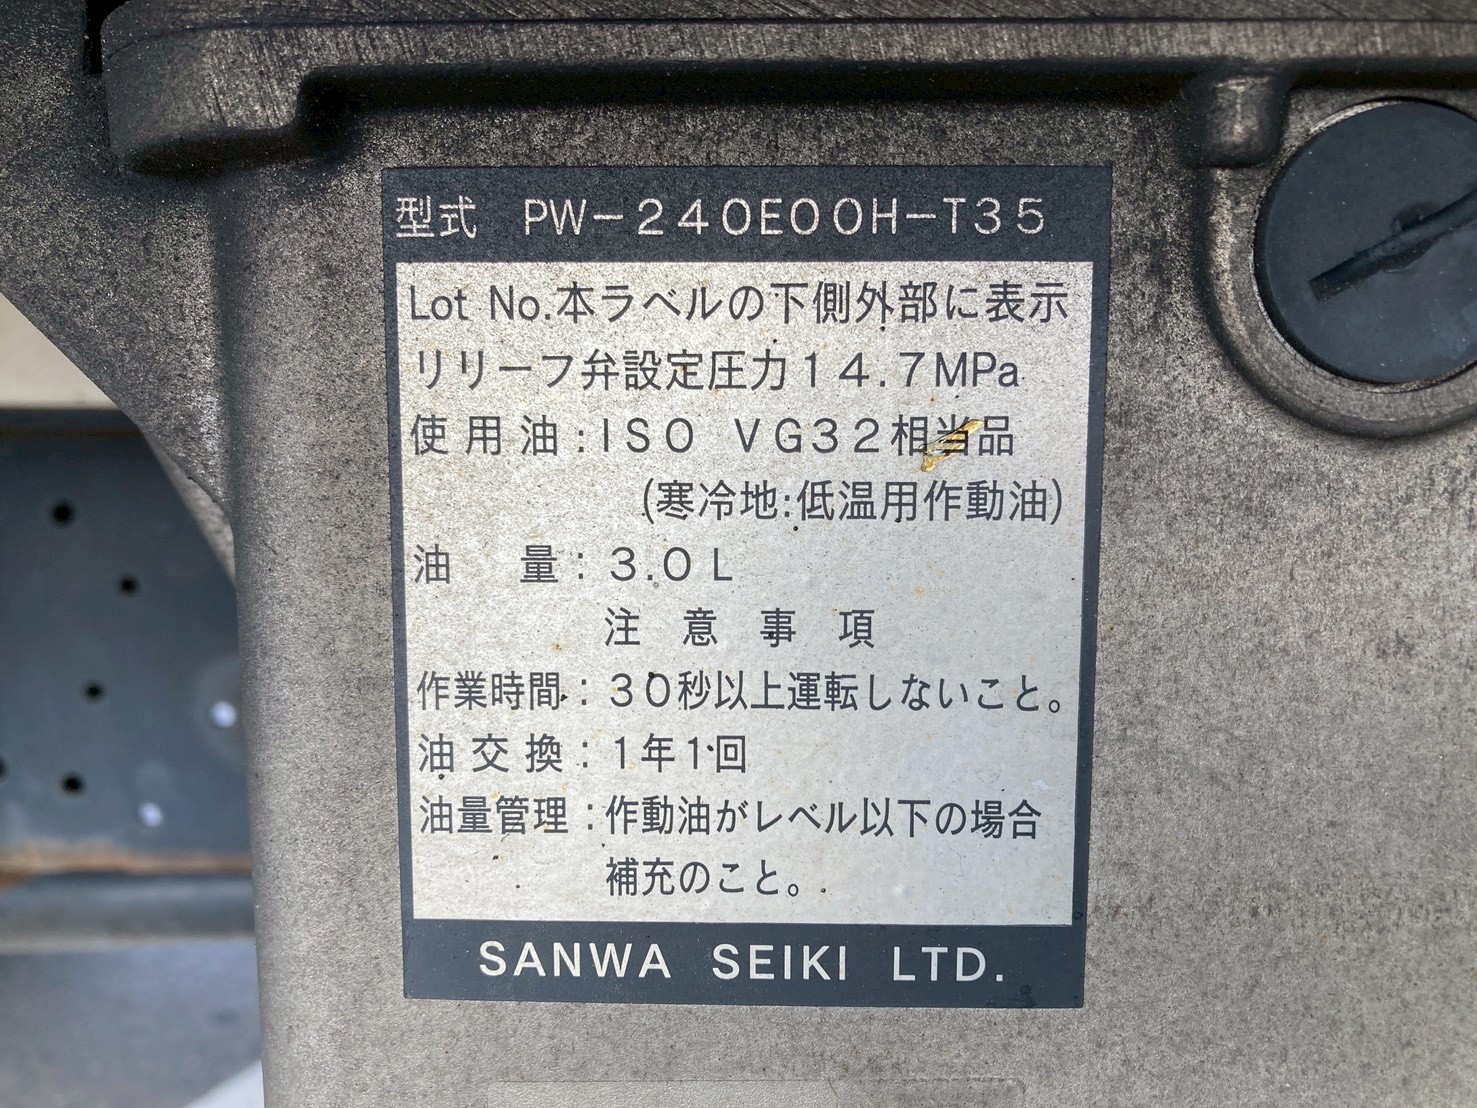 型式 PW-240E00H-T35
Lot No.本ラベルの下側外部に表示
リリーフ弁設定圧力14.7MPa
使用油:ISO VG32相当品
(寒冷地:低温用作動油)
油 量:3.0L
注意事項
作業時間:30秒以上運転しないこと。
油交換:1年1回
油量管理:作動油がレベル以下の場合
補充のこと。
SANWA SEIKI LTD.